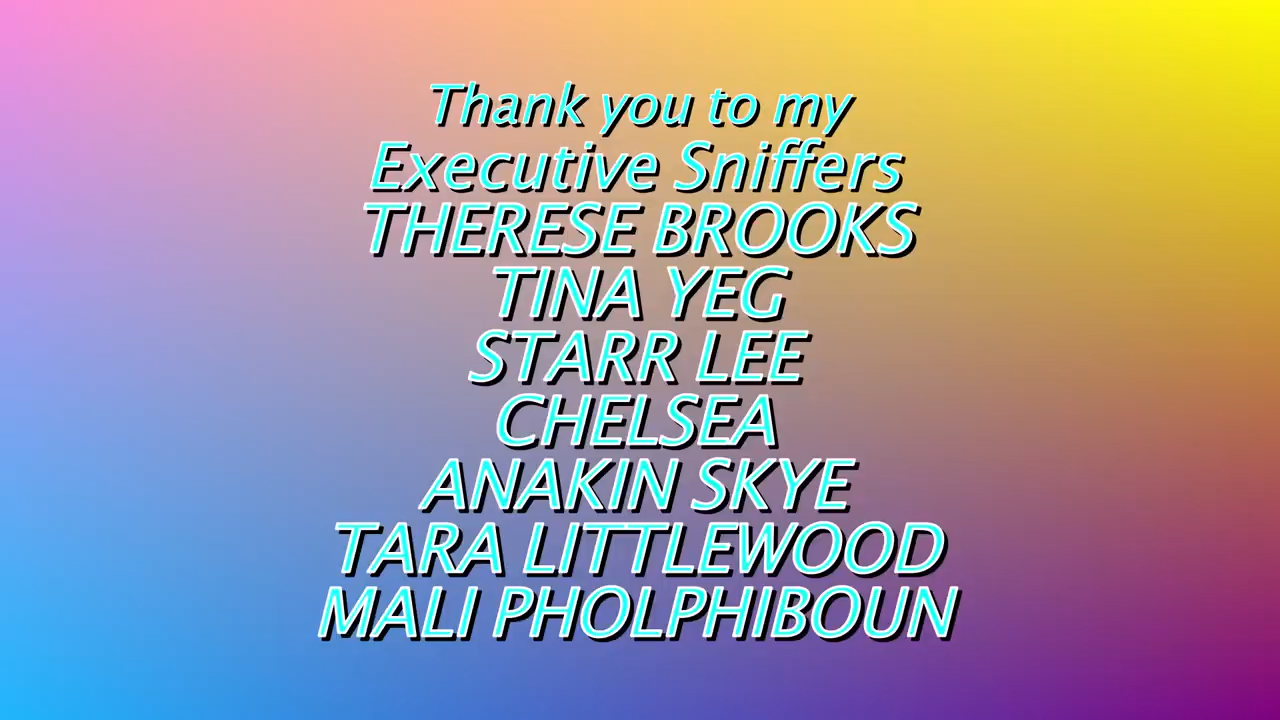 Thank you to my
Executive Sniffers
THERESE BROOKS
TINA YEG
STARR LEE
CHELSEA
ANAKIN SKYE
TARA LITTLEWOOD
MALI PHOLPHIBOUN